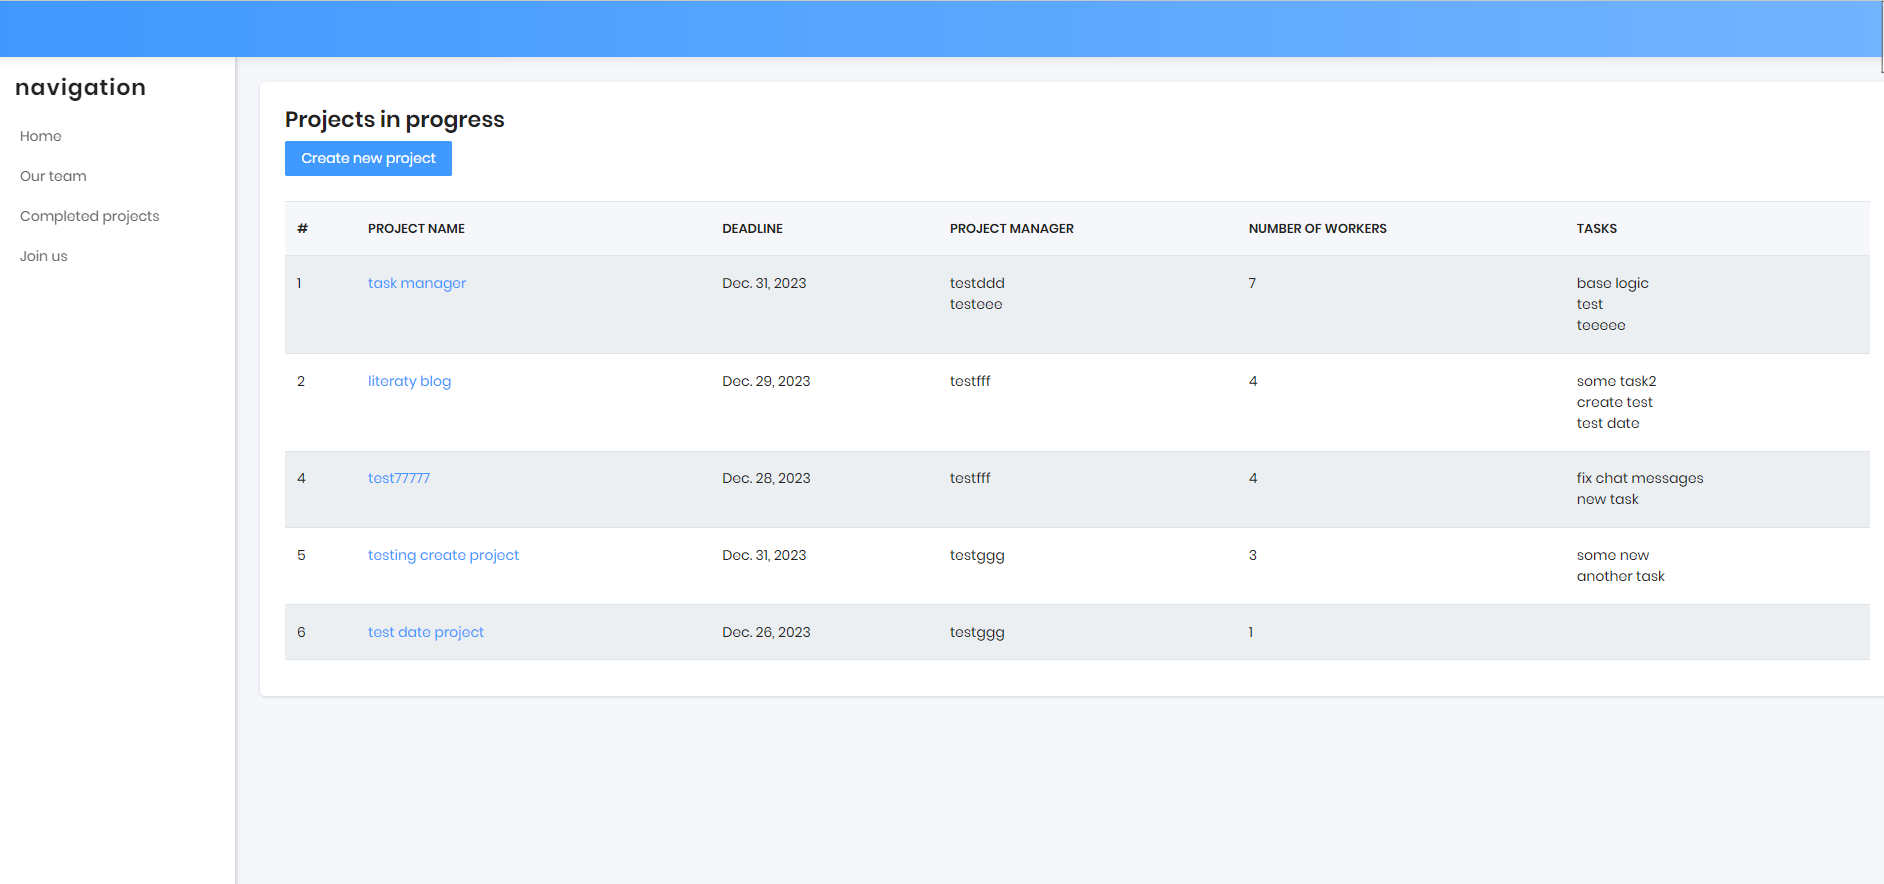 navigation
Home
Our team
Completed projects
Join us
Projects in progress
Create new project
# PROJECT NAME DEADLINE PROJECT MANAGER NUMBER OF WORKERS TASKS
1 task manager Dec. 31, 2023 testddd 7 base logic
testeee test
teeeee
2 literaty blog Dec. 29, 2023 testfff 4 some task2
create test
test date
4 test77777 Dec. 28, 2023 testfff 4 fix chat messages
new task
5 testing create project Dec. 31, 2023 testggg 3 some new
another task
6 test date project Dec. 26, 2023 testggg 1